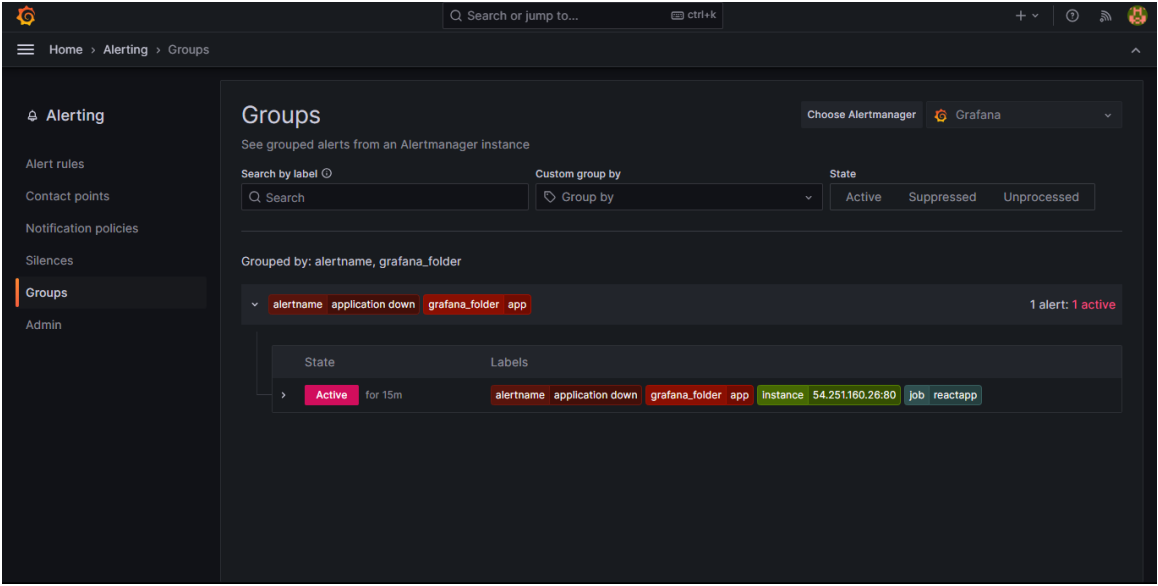 Search or jump to... ctrl+k
Home › Alerting › Groups
Alerting
Alert rules
Contact points
Notification policies
Silences
Groups
Admin
Groups
Choose Alertmanager Grafana
See grouped alerts from an Alertmanager instance
Search by label Custom group by State
Search Group by Active Suppressed Unprocessed
Grouped by: alertname, grafana_folder
alertname application down grafana_folder app 1 alert: 1 active
State Labels
Active for 15m alertname application down grafana_folder app instance 54.251.160.26:80 job reactapp